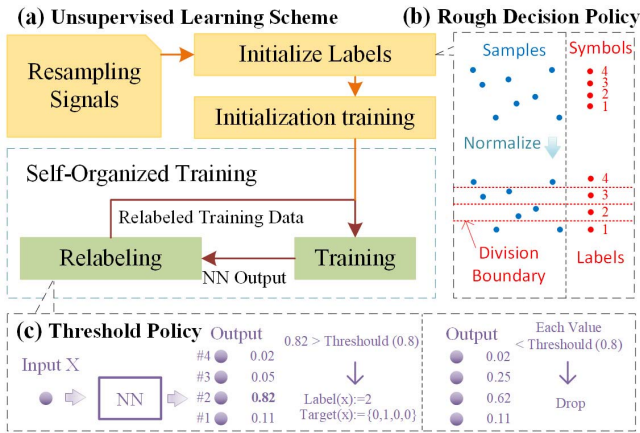 (a) Unsupervised Learning Scheme
Resampling
Signals
Initialize Labels
Initialization training
Self-Organized Training
Relabeled Training Data
Relabeling
Training
NN Output
(b) Rough Decision Policy
Samples
Symbols
4
3
2
1
Normalize
4
3
2
1
Division
Boundary
Labels
(c) Threshold Policy
Input X
NN
Output
#4 0.02
#3 0.05
#2 0.82
#1 0.11
0.82 > Threshould (0.8)
Label(x):=2
Target(x):={0,1,0,0}
Output
0.02
0.25
0.62
0.11
Each Value
< Threshould (0.8)
Drop